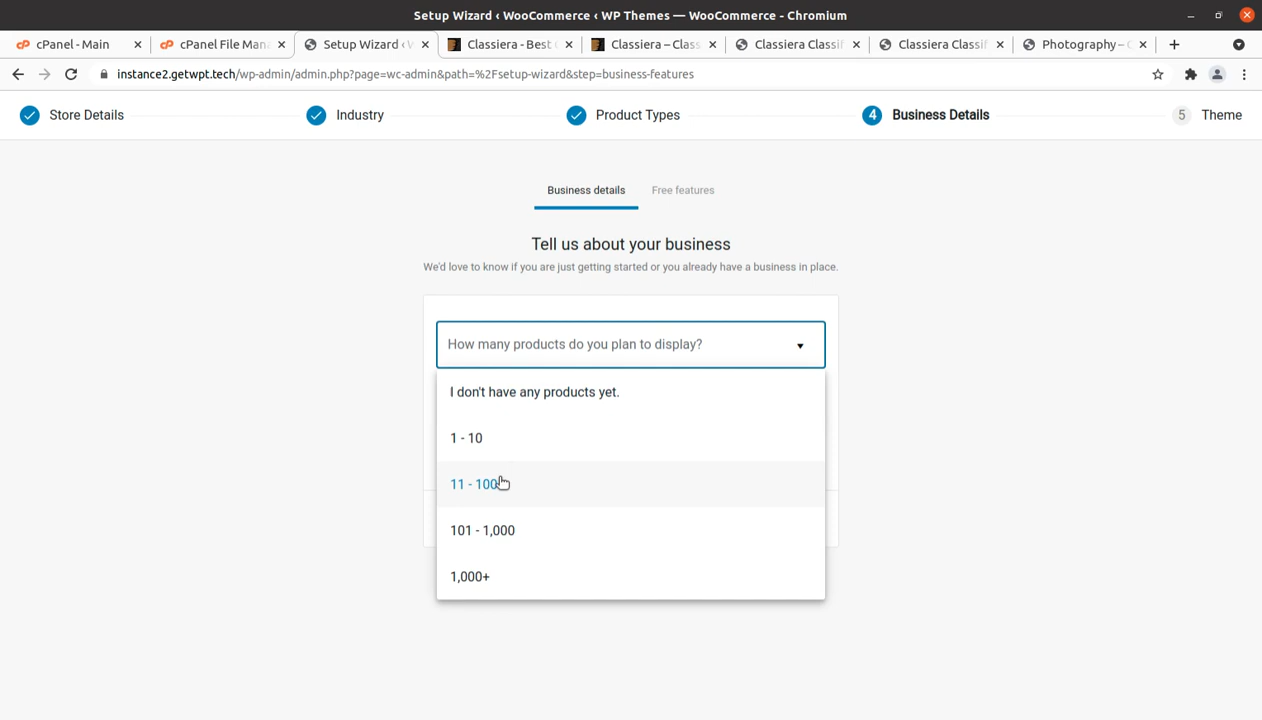 Setup Wizard ‹ WooCommerce ‹ WP Themes — WooCommerce - Chromium
cPanel - Main
cPanel File Man
Setup Wizard ‹ W
Classiera - Best C
Classiera – Class
Classiera Classif
Classiera Classif
Photography – C
instance2.getwpt.tech/wp-admin/admin.php?page=wc-admin&path=%2Fsetup-wizard&step=business-features
Store Details
Industry
Product Types
4 Business Details
5 Theme
Business details
Free features
Tell us about your business
We'd love to know if you are just getting started or you already have a business in place.
How many products do you plan to display?
I don't have any products yet.
1 - 10
11 - 100
101 - 1,000
1,000+